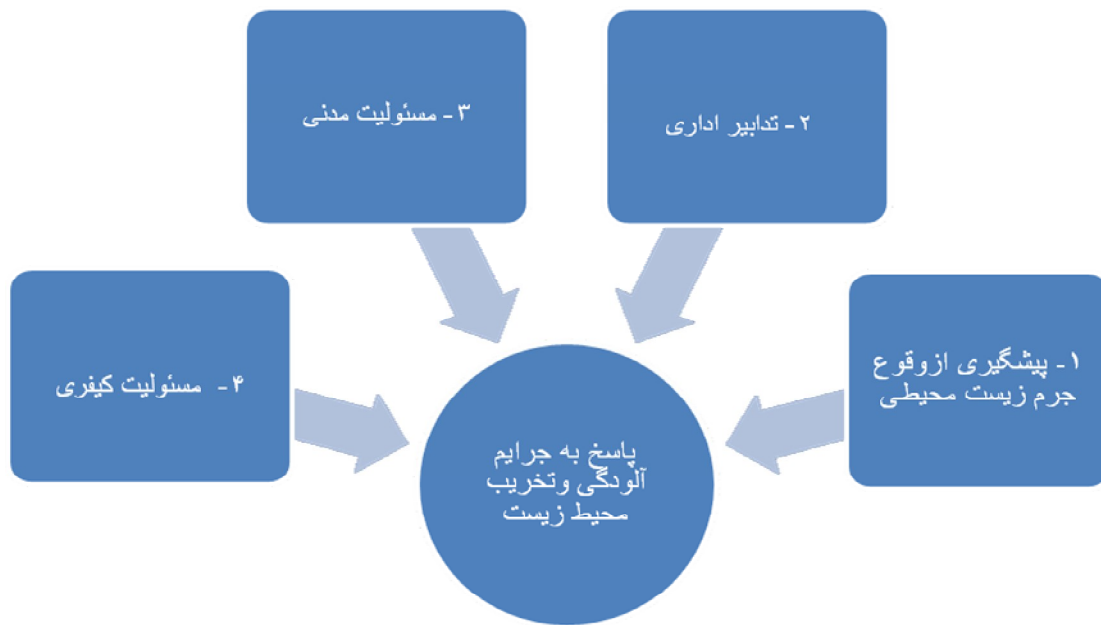 ۱- پیشگیری ازوقوع
جرم زیست محیطی
۲- تدابیر اداری
۳- مسئولیت مدنی
۴- مسئولیت کیفری
پاسخ به جرایم
آلودگی وتخریب
محیط زیست